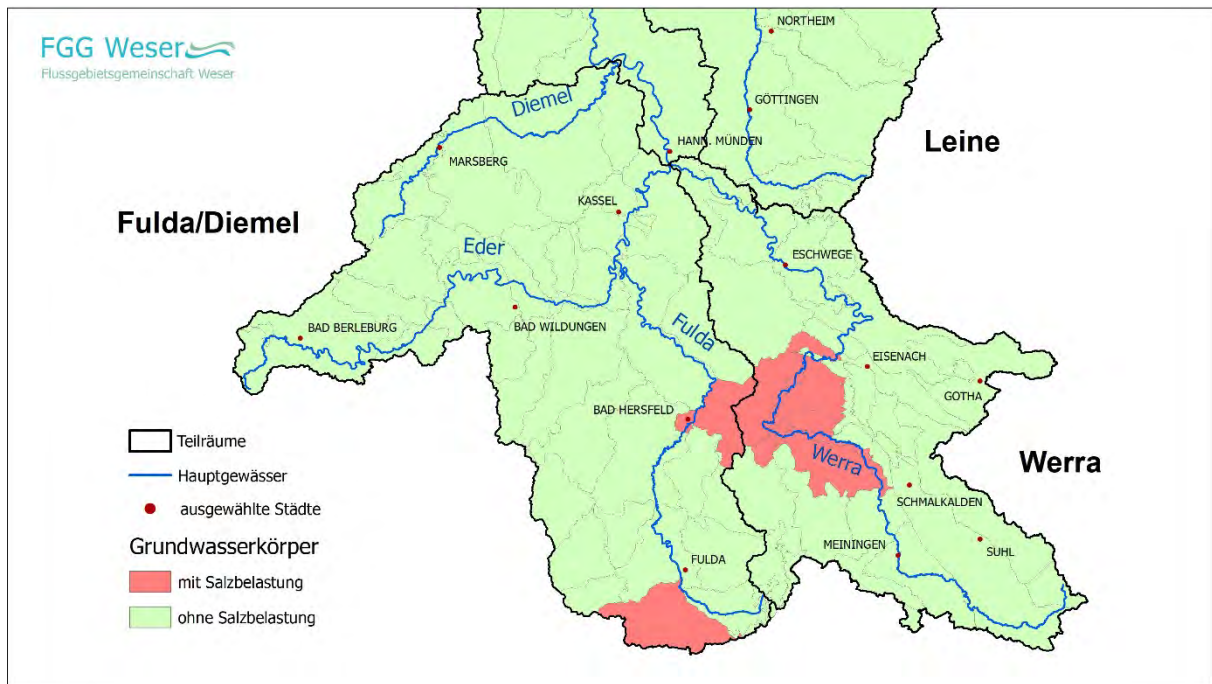 FGG Weser
Flussgebietsgemeinschaft Weser
NORTHEIM
Diemel
GÖTTINGEN
Leine
HANN. MÜNDEN
MARSBERG
KASSEL
Fulda/Diemel
Eder
ESCHWEGE
BAD BERLEBURG
BAD WILDUNGEN
Fulda
EISENACH
GOTHA
BAD HERSFELD
Werra
Werra
SCHMALKALDEN
MEININGEN
SUHL
FULDA
Teilräume
Hauptgewässer
ausgewählte Städte
Grundwasserkörper
mit Salzbelastung
ohne Salzbelastung